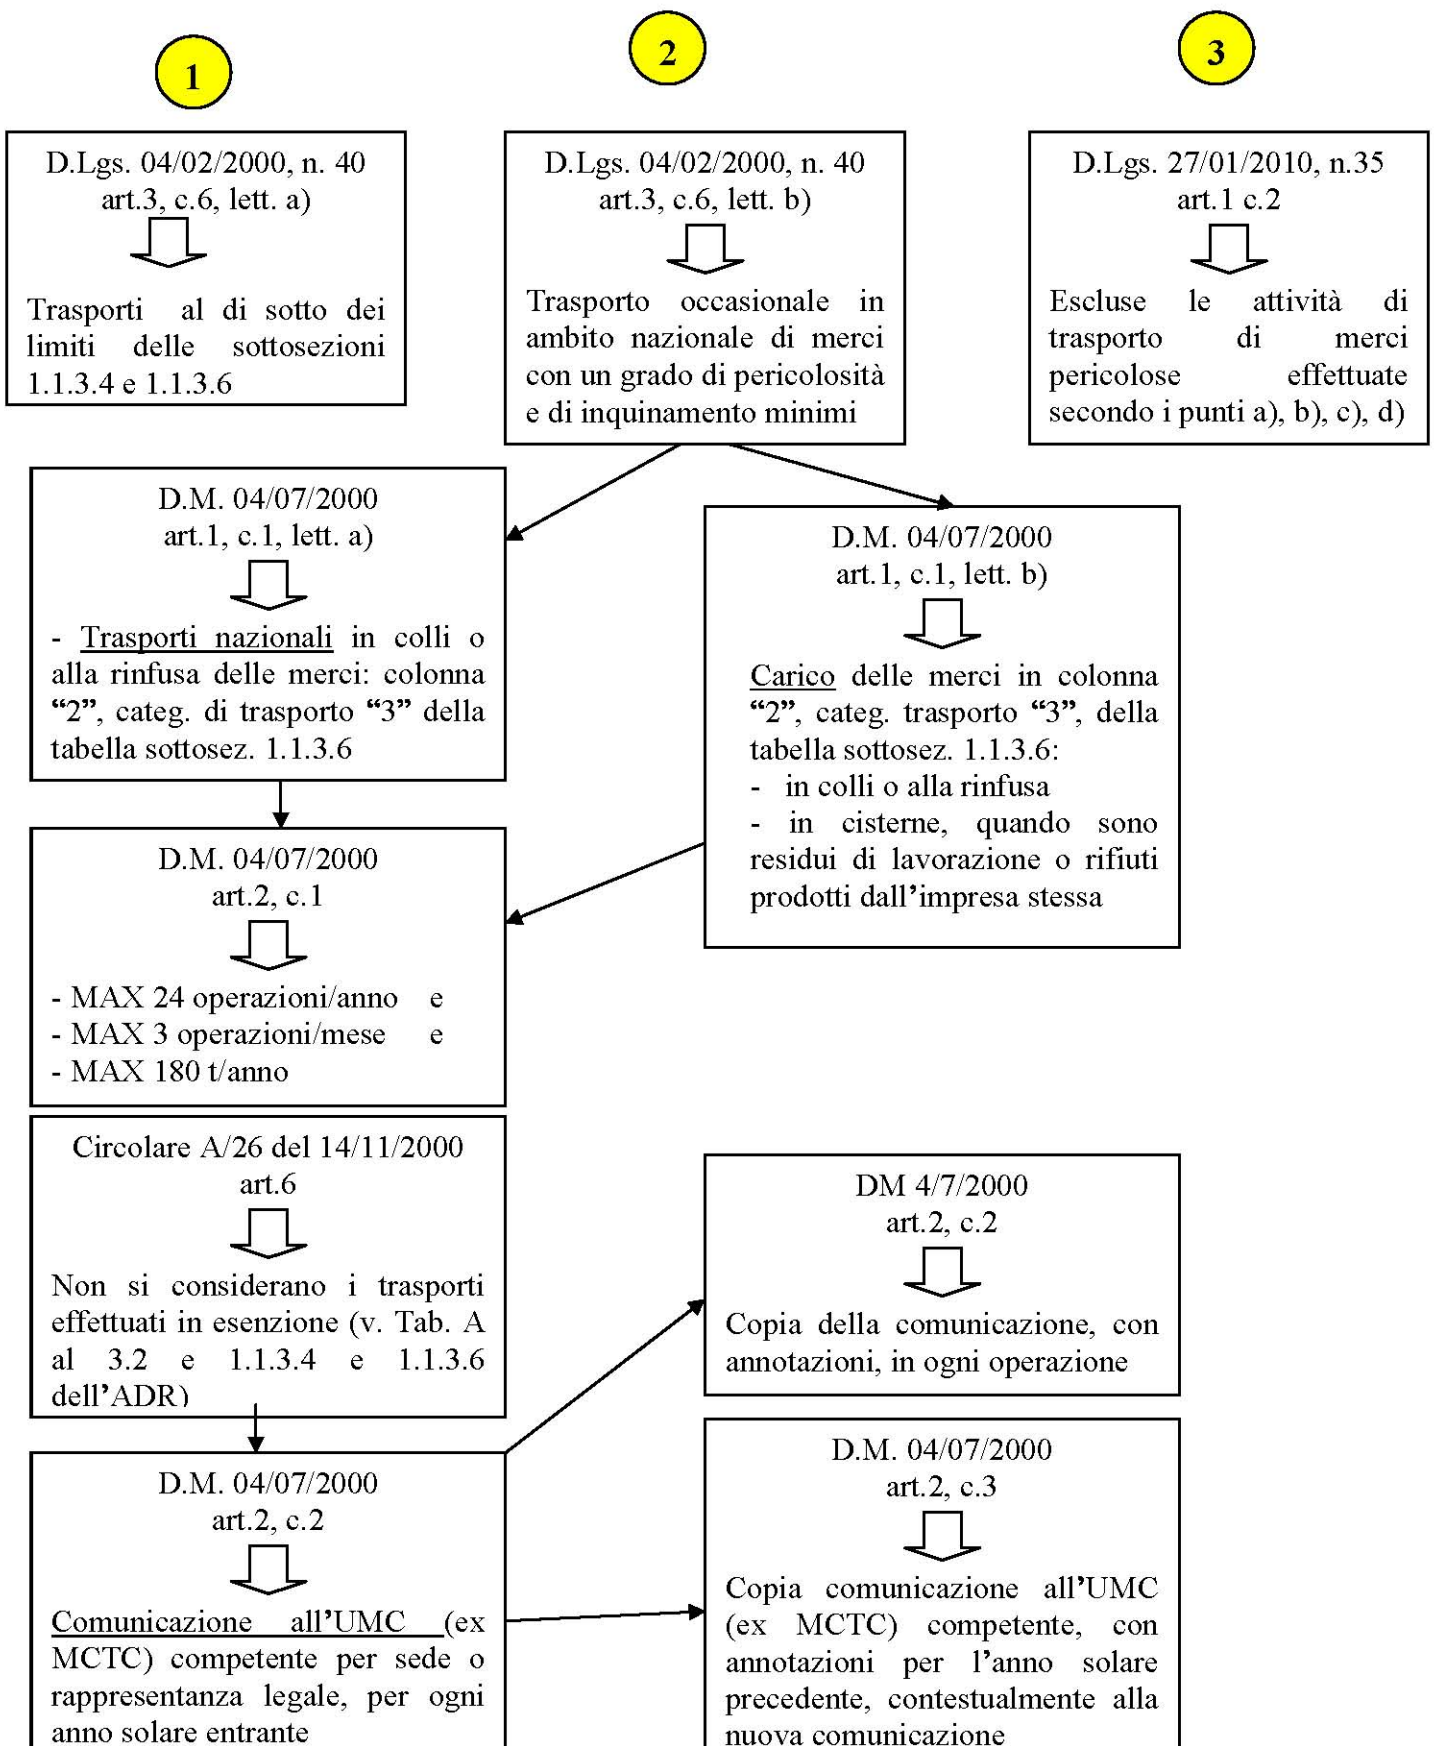 1
2
3
D.Lgs. 04/02/2000, n. 40
art.3, c.6, lett. a)
Trasporti al di sotto dei
limiti delle sottosezioni
1.1.3.4 e 1.1.3.6
D.Lgs. 04/02/2000, n. 40
art.3, c.6, lett. b)
Trasporto occasionale in
ambito nazionale di merci
con un grado di pericolosità
e di inquinamento minimi
D.Lgs. 27/01/2010, n.35
art.1 c.2
Escluse le attività di
trasporto di merci
pericolose effettuate
secondo i punti a), b), c), d)
D.M. 04/07/2000
art.1, c.1, lett. a)
- Trasporti nazionali in colli o
alla rinfusa delle merci: colonna
“2”, categ. di trasporto “3” della
tabella sottosez. 1.1.3.6
D.M. 04/07/2000
art.1, c.1, lett. b)
Carico delle merci in colonna
“2”, categ. trasporto “3”, della
tabella sottosez. 1.1.3.6:
- in colli o alla rinfusa
- in cisterne, quando sono
residui di lavorazione o rifiuti
prodotti dall’impresa stessa
D.M. 04/07/2000
art.2, c.1
- MAX 24 operazioni/anno e
- MAX 3 operazioni/mese e
- MAX 180 t/anno
Circolare A/26 del 14/11/2000
art.6
Non si considerano i trasporti
effettuati in esenzione (v. Tab. A
al 3.2 e 1.1.3.4 e 1.1.3.6
dell’ADR)
DM 4/7/2000
art.2, c.2
Copia della comunicazione, con
annotazioni, in ogni operazione
D.M. 04/07/2000
art.2, c.2
Comunicazione all’UMC (ex
MCTC) competente per sede o
rappresentanza legale, per ogni
anno solare entrante
D.M. 04/07/2000
art.2, c.3
Copia comunicazione all’UMC
(ex MCTC) competente, con
annotazioni per l’anno solare
precedente, contestualmente alla
nuova comunicazione